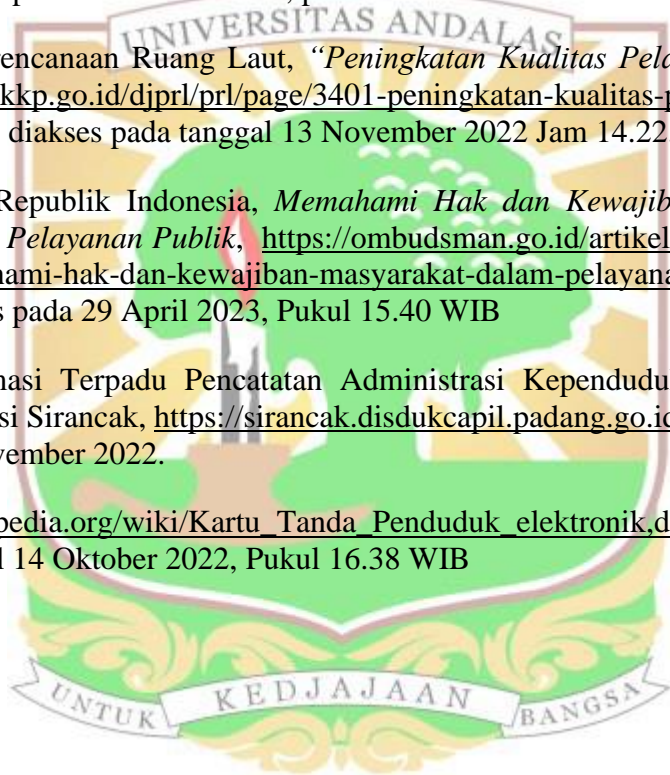 UNIVERSITAS ANDALAS
rencanaan Ruang Laut, “Peningkatan Kualitas Pela
kkp.go.id/djprl/prl/page/3401-peningkatan-kualitas-p
diakses pada tanggal 13 November 2022 Jam 14.22
Republik Indonesia, Memahami Hak dan Kewajib
Pelayanan Publik, https://ombudsman.go.id/artikel
nami-hak-dan-kewajiban-masyarakat-dalam-pelayana
s pada 29 April 2023, Pukul 15.40 WIB
nasi Terpadu Pencatatan Administrasi Kependudu
si Sirancak, https://sirancak.disdukcapil.padang.go.id
vember 2022.
pedia.org/wiki/Kartu_Tanda_Penduduk_elektronik,d
l 14 Oktober 2022, Pukul 16.38 WIB
UNTUK KEDJAJAAN BANGSA